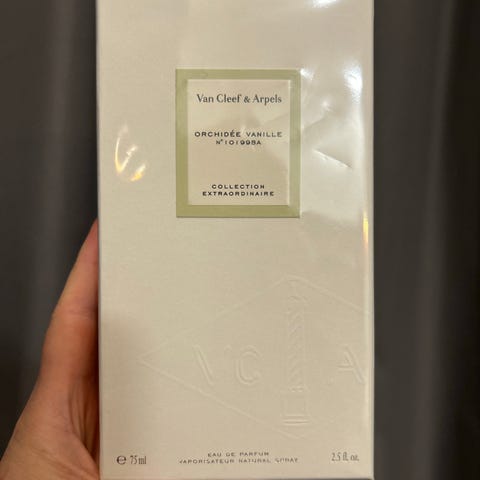 Van Cleef & Arpels
ORCHIDÉE VANILLE
N°101998A
COLLECTION
EXTRAORDINAIRE
VC A
EAU DE PARFUM
℮ 75 ml VAPORISATEUR NATURAL SPRAY 2.5 fl. oz.